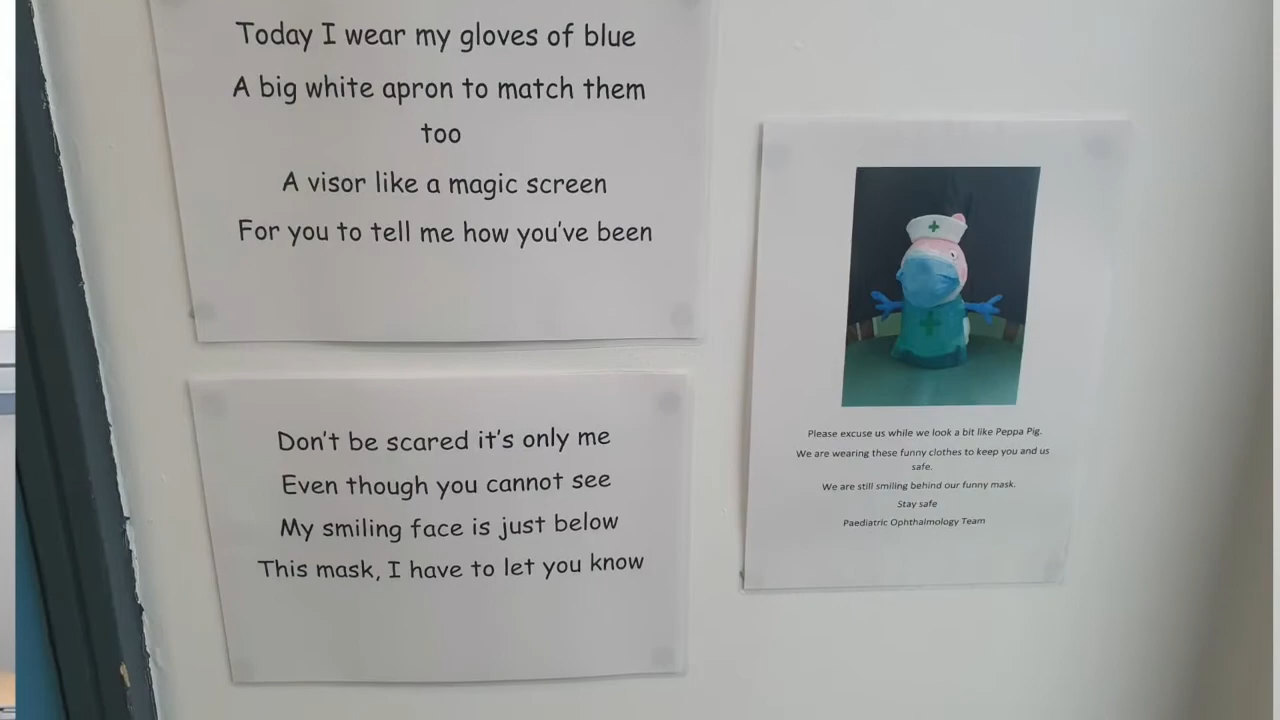 Today I wear my gloves of blue
A big white apron to match them
too
A visor like a magic screen
For you to tell me how you've been
Don't be scared it's only me
Even though you cannot see
My smiling face is just below
This mask, I have to let you know
Please excuse us while we look a bit like Peppa Pig.
We are wearing these funny clothes to keep you and us
safe.
We are still smiling behind our funny mask.
Stay safe
Paediatric Ophthalmology Team